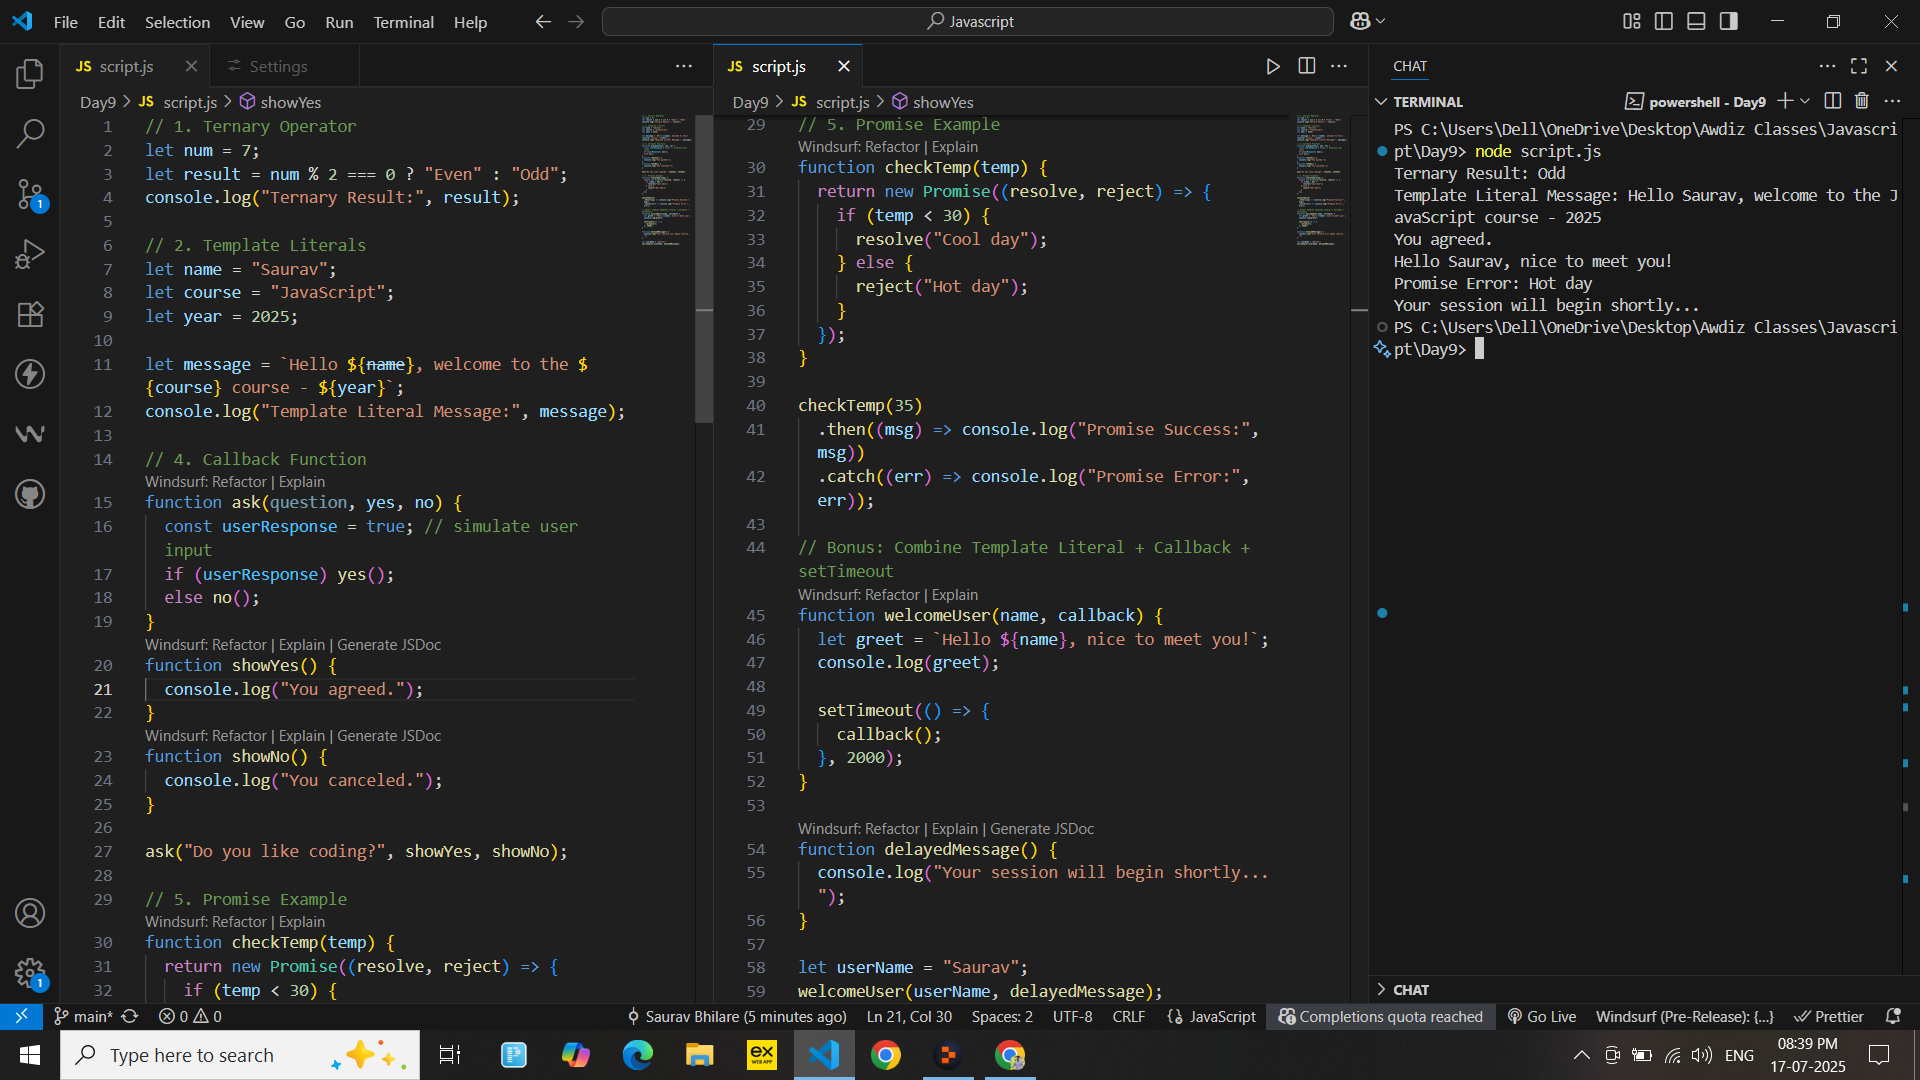 File Edit Selection View Go Run Terminal Help
Javascript
JS script.js
Settings
Day9 > JS script.js > showYes
1 // 1. Ternary Operator
2 let num = 7;
3 let result = num % 2 === 0 ? "Even" : "Odd";
4 console.log("Ternary Result:", result);
5
6 // 2. Template Literals
7 let name = "Saurav";
8 let course = "JavaScript";
9 let year = 2025;
10
11 let message = `Hello ${name}, welcome to the $
{course} course - ${year}`;
12 console.log("Template Literal Message:", message);
13
14 // 4. Callback Function
Windsurf: Refactor | Explain
15 function ask(question, yes, no) {
16 const userResponse = true; // simulate user
input
17 if (userResponse) yes();
18 else no();
19 }
Windsurf: Refactor | Explain | Generate JSDoc
20 function showYes() {
21 console.log("You agreed.");
22 }
Windsurf: Refactor | Explain | Generate JSDoc
23 function showNo() {
24 console.log("You canceled.");
25 }
26
27 ask("Do you like coding?", showYes, showNo);
28
29 // 5. Promise Example
Windsurf: Refactor | Explain
30 function checkTemp(temp) {
31 return new Promise((resolve, reject) => {
32 if (temp < 30) {
JS script.js
Day9 > JS script.js > showYes
29 // 5. Promise Example
Windsurf: Refactor | Explain
30 function checkTemp(temp) {
31 return new Promise((resolve, reject) => {
32 if (temp < 30) {
33 resolve("Cool day");
34 } else {
35 reject("Hot day");
36 }
37 });
38 }
39
40 checkTemp(35)
41 .then((msg) => console.log("Promise Success:",
msg))
42 .catch((err) => console.log("Promise Error:",
err));
43
44 // Bonus: Combine Template Literal + Callback +
setTimeout
Windsurf: Refactor | Explain
45 function welcomeUser(name, callback) {
46 let greet = `Hello ${name}, nice to meet you!`;
47 console.log(greet);
48
49 setTimeout(() => {
50 callback();
51 }, 2000);
52 }
53
Windsurf: Refactor | Explain | Generate JSDoc
54 function delayedMessage() {
55 console.log("Your session will begin shortly...
");
56 }
57
58 let userName = "Saurav";
59 welcomeUser(userName, delayedMessage);
CHAT
TERMINAL
powershell - Day9
PS C:\Users\Dell\OneDrive\Desktop\Awdiz Classes\Javascri
pt\Day9> node script.js
Ternary Result: Odd
Template Literal Message: Hello Saurav, welcome to the J
avaScript course - 2025
You agreed.
Hello Saurav, nice to meet you!
Promise Error: Hot day
Your session will begin shortly...
PS C:\Users\Dell\OneDrive\Desktop\Awdiz Classes\Javascri
pt\Day9>
CHAT
1
1
main* 0 0 Saurav Bhilare (5 minutes ago) Ln 21, Col 30 Spaces: 2 UTF-8 CRLF {} JavaScript Completions quota reached Go Live Windsurf (Pre-Release): {...} Prettier
Type here to search
ex
WEB APP
ENG
08:39 PM
17-07-2025